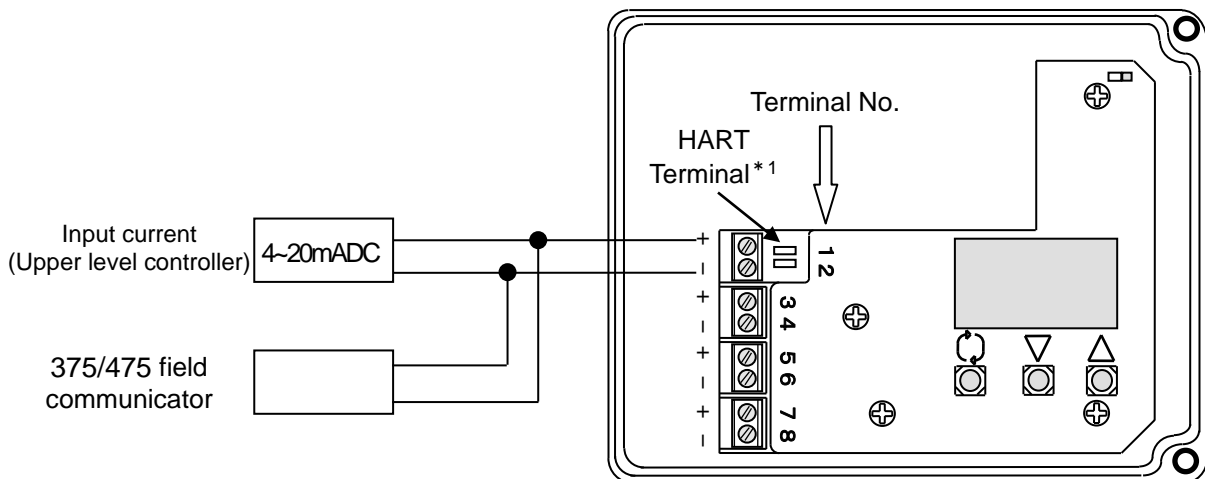 Terminal No.
HART
Terminal*1
Input current
(Upper level controller)
4~20mADC
375/475 field
communicator
+
-
+
-
+
-
+
-
1
2
3
4
5
6
7
8